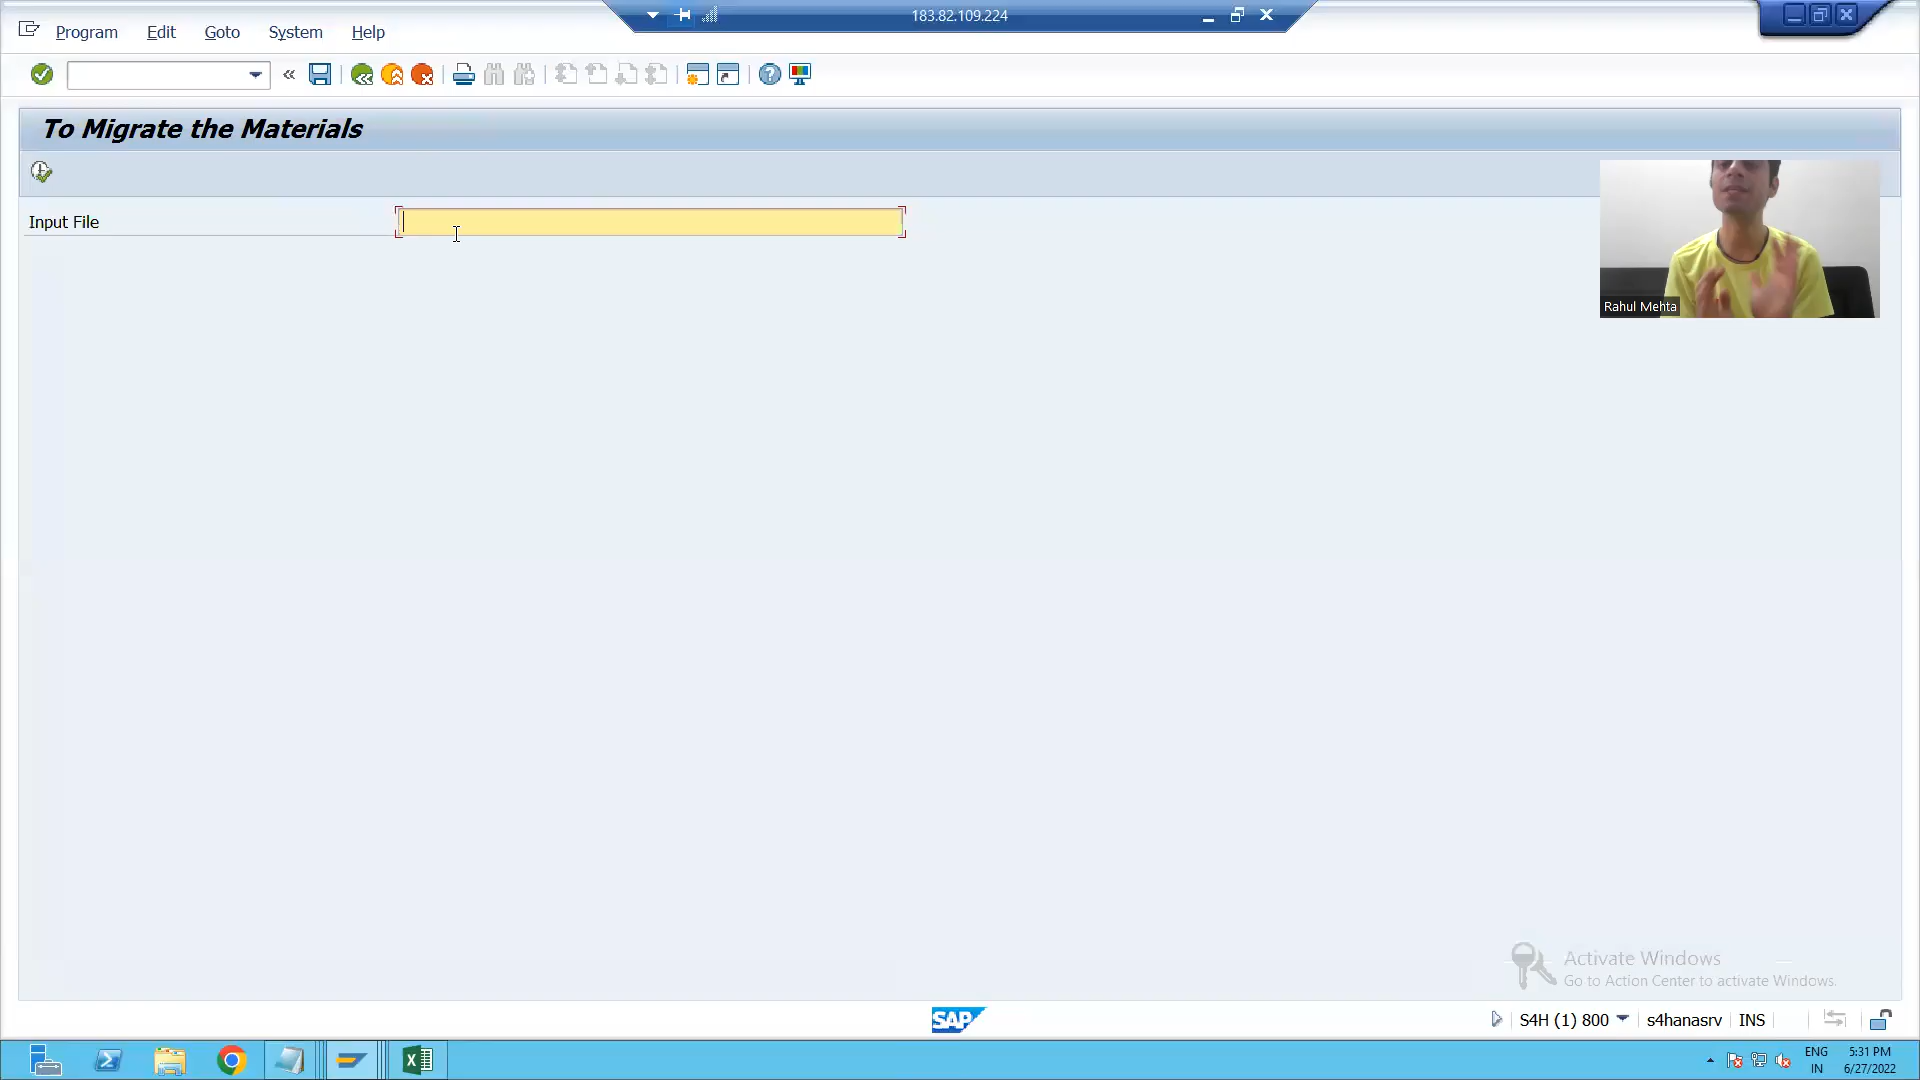 183.82.109.224
Program Edit Goto System Help
To Migrate the Materials
Input File
Rahul Mehta
Activate Windows
Go to Action Center to activate Windows.
SAP
S4H (1) 800 s4hanasrv INS
ENG 5:31 PM
IN 6/27/2022